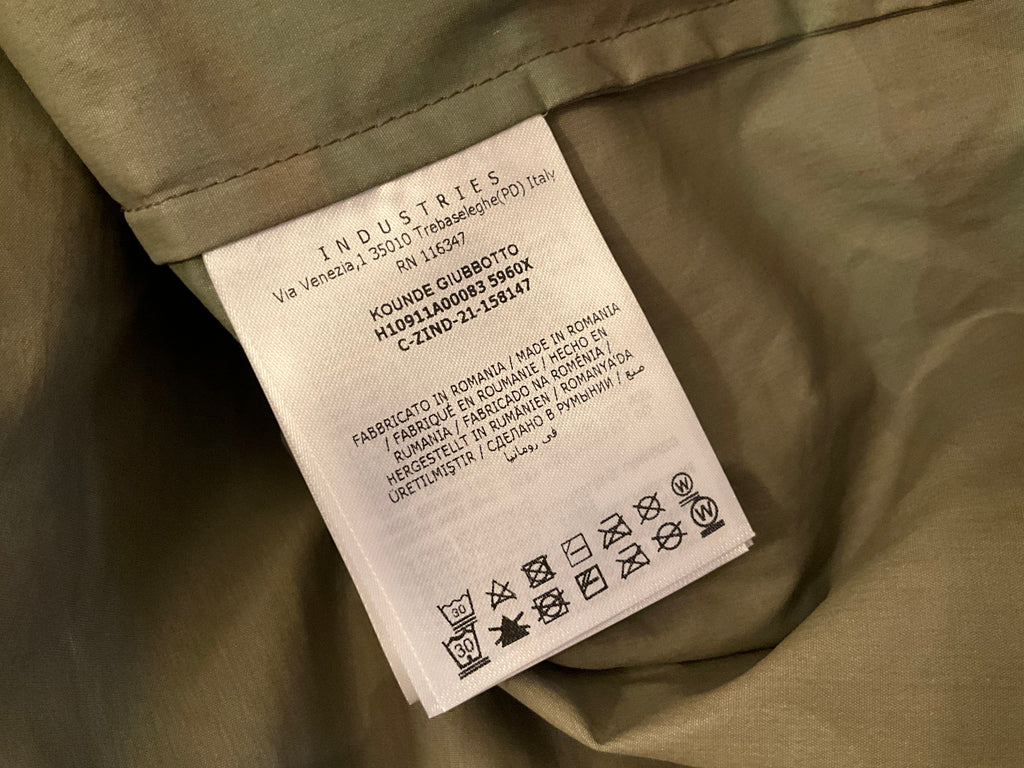 INDUSTRIES
Via Venezia,1 35010 Trebaseleghe(PD) Italy
RN 116347
KOUNDE GIUBBOTTO
H10911A00083 5960X
C-ZIND-21-158147
FABBRICATO IN ROMANIA / MADE IN ROMANIA
/ FABRIQUÉ EN ROUMANIE / HECHO EN
RUMANIA / FABRICADO NA ROMÉNIA /
HERGESTELLT IN RUMÄNIEN / ROMANYA'DA
ÜRETILMIŞTIR / СДЕЛАНО В РУМЫНИИ / صنع
في رومانيا
30 W
30 W